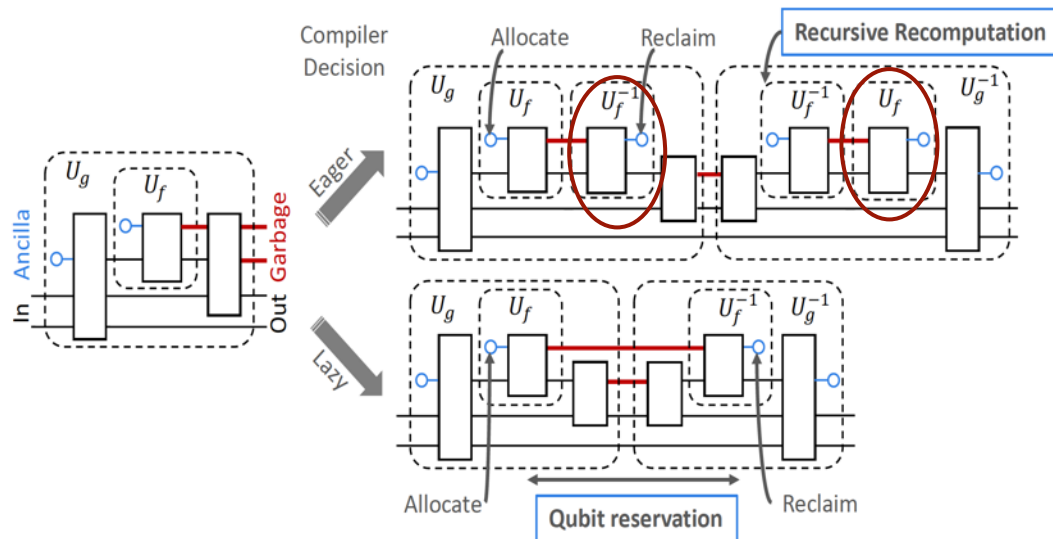 Compiler
Decision
Allocate
Reclaim
Recursive Recomputation
U_g
U_f
U_f^{-1}
U_f^{-1}
U_f
U_g^{-1}
Eager
U_g
U_f
Ancilla
Garbage
In
Out
Lazy
U_g
U_f
U_f^{-1}
U_g^{-1}
Allocate
Qubit reservation
Reclaim